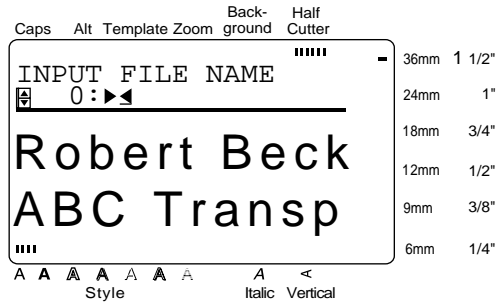 Back-
ground
Half
Cutter
Caps Alt Template Zoom
INPUT FILE NAME
0:
Robert Beck
ABC Transp
36mm 1 1/2"
24mm 1"
18mm 3/4"
12mm 1/2"
9mm 3/8"
6mm 1/4"
A A A A A A A A A
Style Italic Vertical